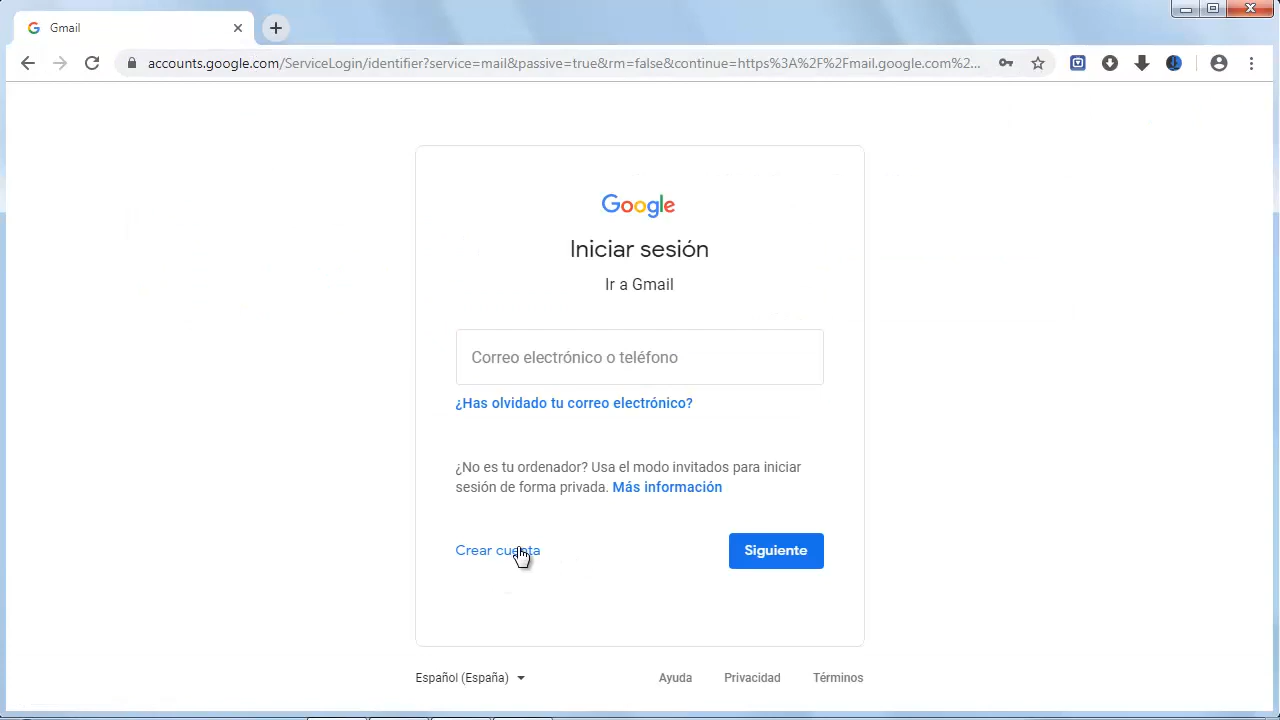 Gmail
accounts.google.com/ServiceLogin/identifier?service=mail&passive=true&rm=false&continue=https%3A%2F%2Fmail.google.com%2...
Google
Iniciar sesión
Ir a Gmail
Correo electrónico o teléfono
¿Has olvidado tu correo electrónico?
¿No es tu ordenador? Usa el modo invitados para iniciar
sesión de forma privada. Más información
Crear cuenta
Siguiente
Español (España)
Ayuda
Privacidad
Términos